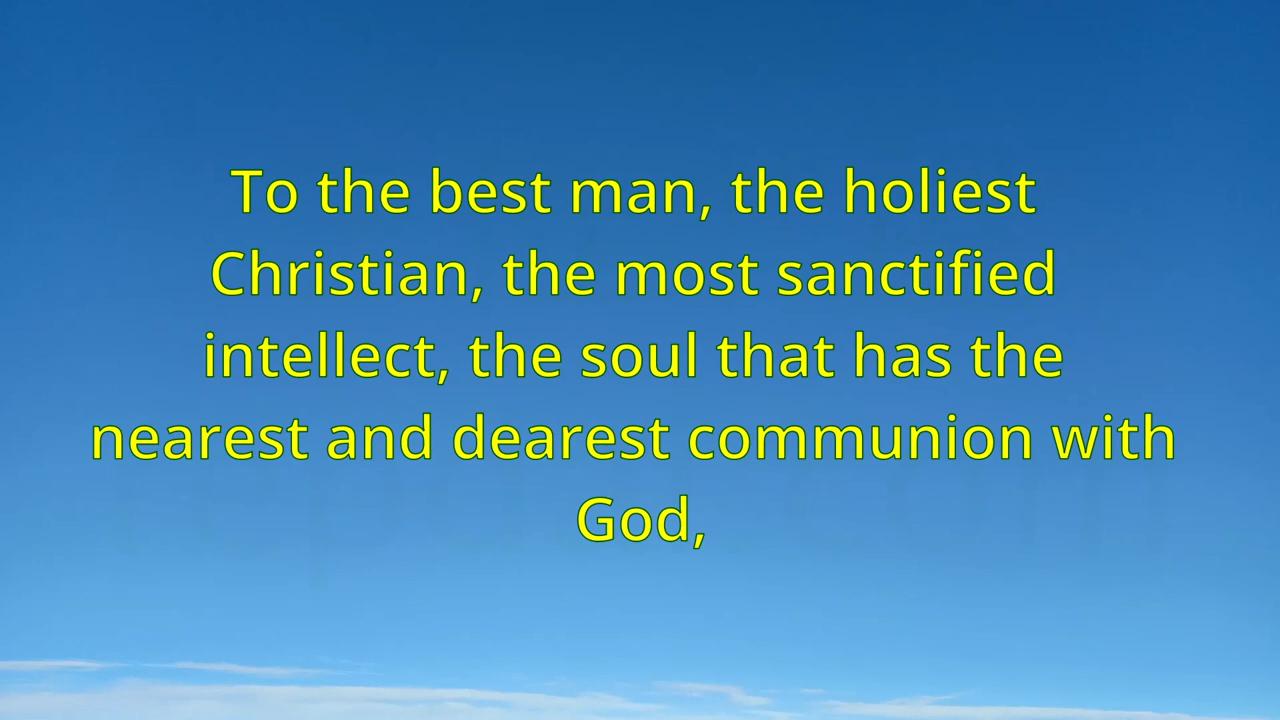 To the best man, the holiest
Christian, the most sanctified
intellect, the soul that has the
nearest and dearest communion with
God,